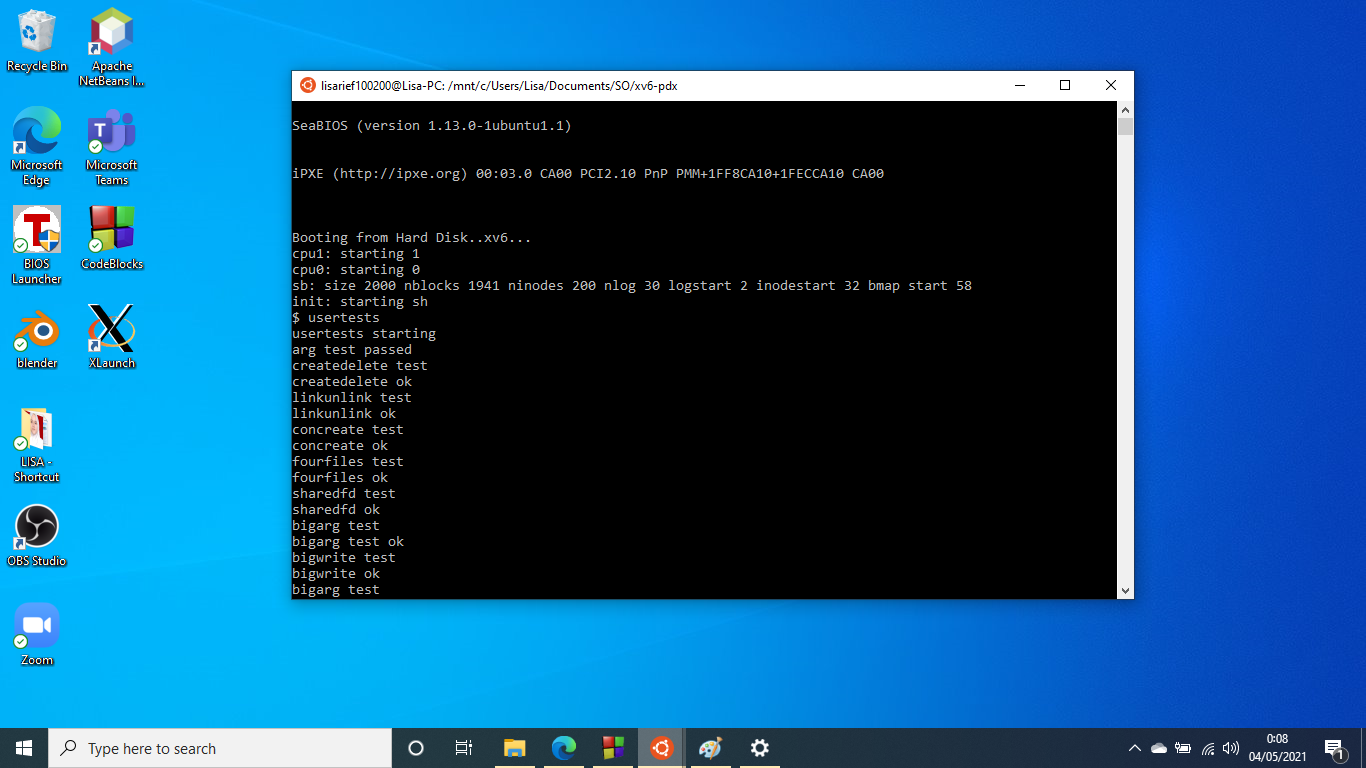 Recycle Bin
Apache
NetBeans I...
Microsoft
Edge
Microsoft
Teams
BIOS
Launcher
CodeBlocks
blender
XLaunch
LISA -
Shortcut
OBS Studio
Zoom
lisarief100200@Lisa-PC: /mnt/c/Users/Lisa/Documents/SO/xv6-pdx
SeaBIOS (version 1.13.0-1ubuntu1.1)
iPXE (http://ipxe.org) 00:03.0 CA00 PCI2.10 PnP PMM+1FF8CA10+1FECCA10 CA00
Booting from Hard Disk..xv6...
cpu1: starting 1
cpu0: starting 0
sb: size 2000 nblocks 1941 ninodes 200 nlog 30 logstart 2 inodestart 32 bmap start 58
init: starting sh
$ usertests
usertests starting
arg test passed
createdelete test
createdelete ok
linkunlink test
linkunlink ok
concreate test
concreate ok
fourfiles test
fourfiles ok
sharedfd test
sharedfd ok
bigarg test
bigarg test ok
bigwrite test
bigwrite ok
bigarg test
Type here to search
0:08
04/05/2021
1